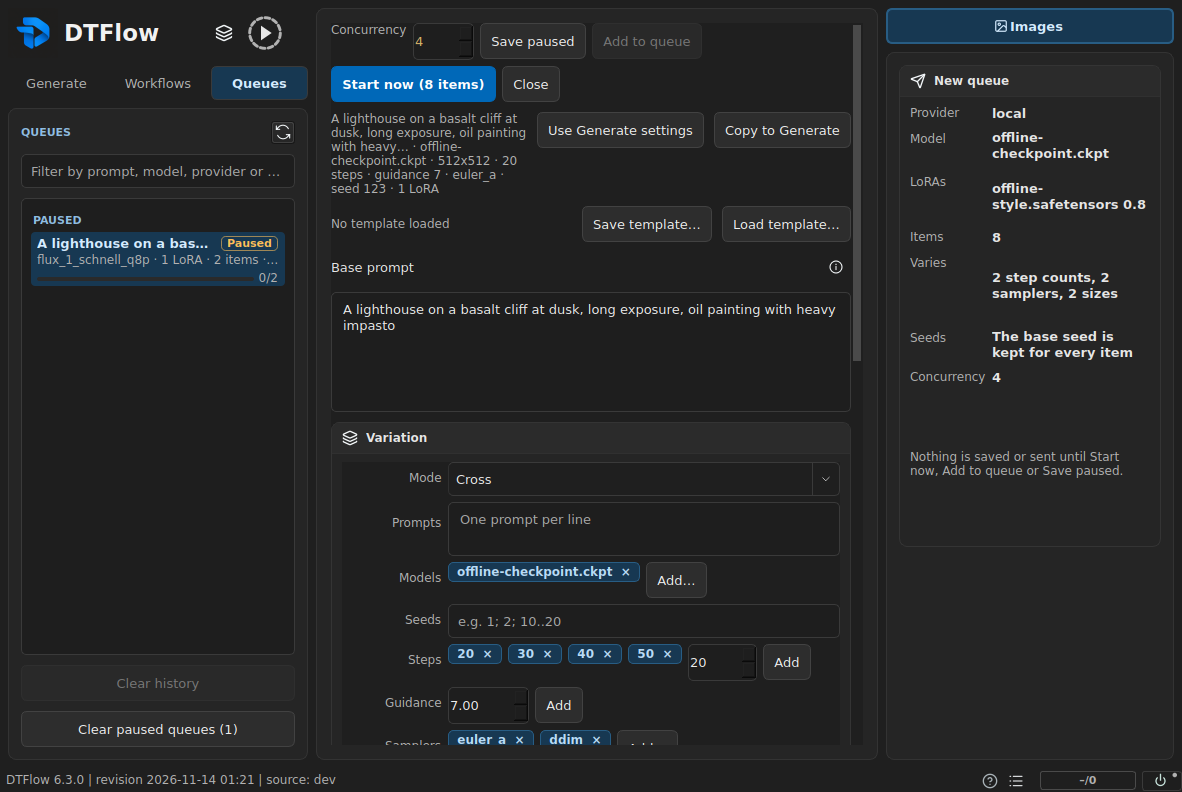 DTFlow
Generate Workflows Queues
QUEUES
Filter by prompt, model, provider or ...
PAUSED
A lighthouse on a bas... Paused
flux_1_schnell_q8p · 1 LoRA · 2 items ·...
0/2
Clear history
Clear paused queues (1)
Concurrency 4 Save paused Add to queue
Start now (8 items) Close
A lighthouse on a basalt cliff at
dusk, long exposure, oil painting
with heavy... · offline-
checkpoint.ckpt · 512x512 · 20
steps · guidance 7 · euler_a ·
seed 123 · 1 LoRA
Use Generate settings Copy to Generate
No template loaded Save template... Load template...
Base prompt
A lighthouse on a basalt cliff at dusk, long exposure, oil painting with heavy
impasto
Variation
Mode Cross
Prompts One prompt per line
Models offline-checkpoint.ckpt × Add...
Seeds e.g. 1; 2; 10..20
Steps 20 × 30 × 40 × 50 × 20 Add
Guidance 7.00 Add
Samplers euler_a × ddim ×
Images
New queue
Provider local
Model offline-
checkpoint.ckpt
LoRAs offline-
style.safetensors 0.8
Items 8
Varies 2 step counts, 2
samplers, 2 sizes
Seeds The base seed is
kept for every item
Concurrency 4
Nothing is saved or sent until Start
now, Add to queue or Save paused.
DTFlow 6.3.0 | revision 2026-11-14 01:21 | source: dev
–/0